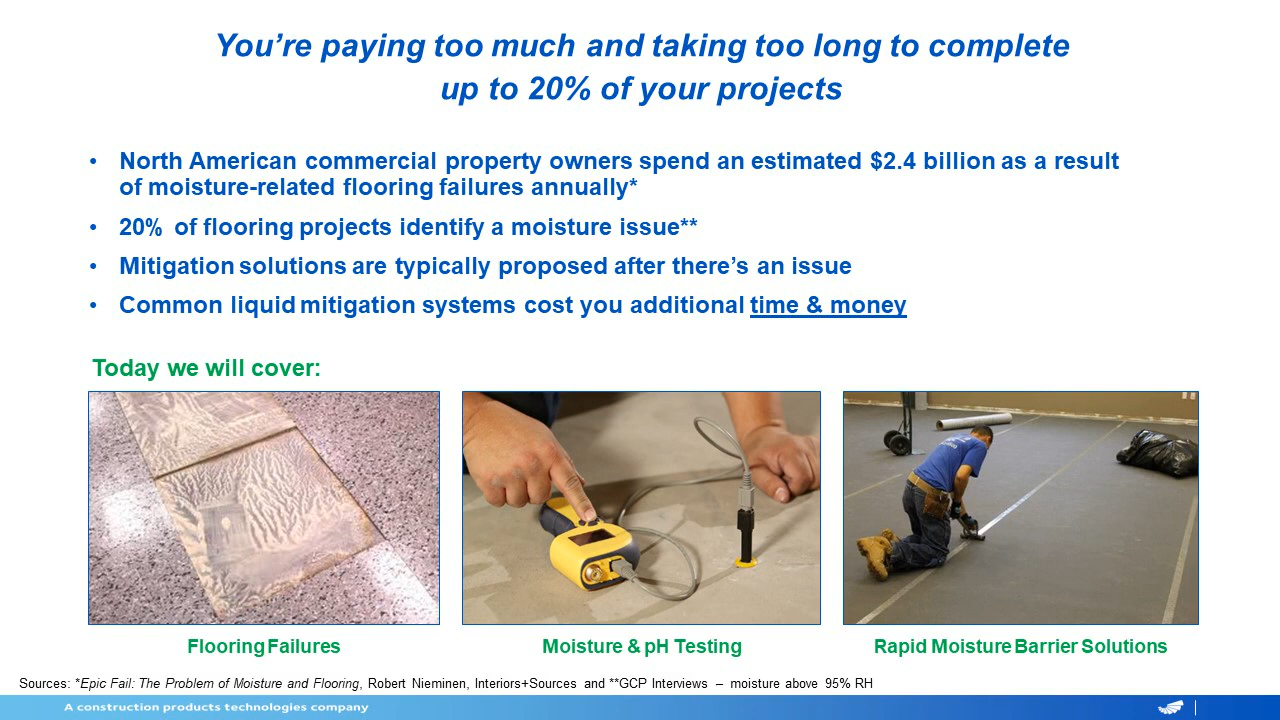 You’re paying too much and taking too long to complete
up to 20% of your projects
• North American commercial property owners spend an estimated $2.4 billion as a result
of moisture-related flooring failures annually*
• 20% of flooring projects identify a moisture issue**
• Mitigation solutions are typically proposed after there’s an issue
• Common liquid mitigation systems cost you additional time & money
Today we will cover:
Flooring Failures
Moisture & pH Testing
Rapid Moisture Barrier Solutions
Sources: *Epic Fail: The Problem of Moisture and Flooring, Robert Nieminen, Interiors+Sources and **GCP Interviews – moisture above 95% RH
A construction products technologies company